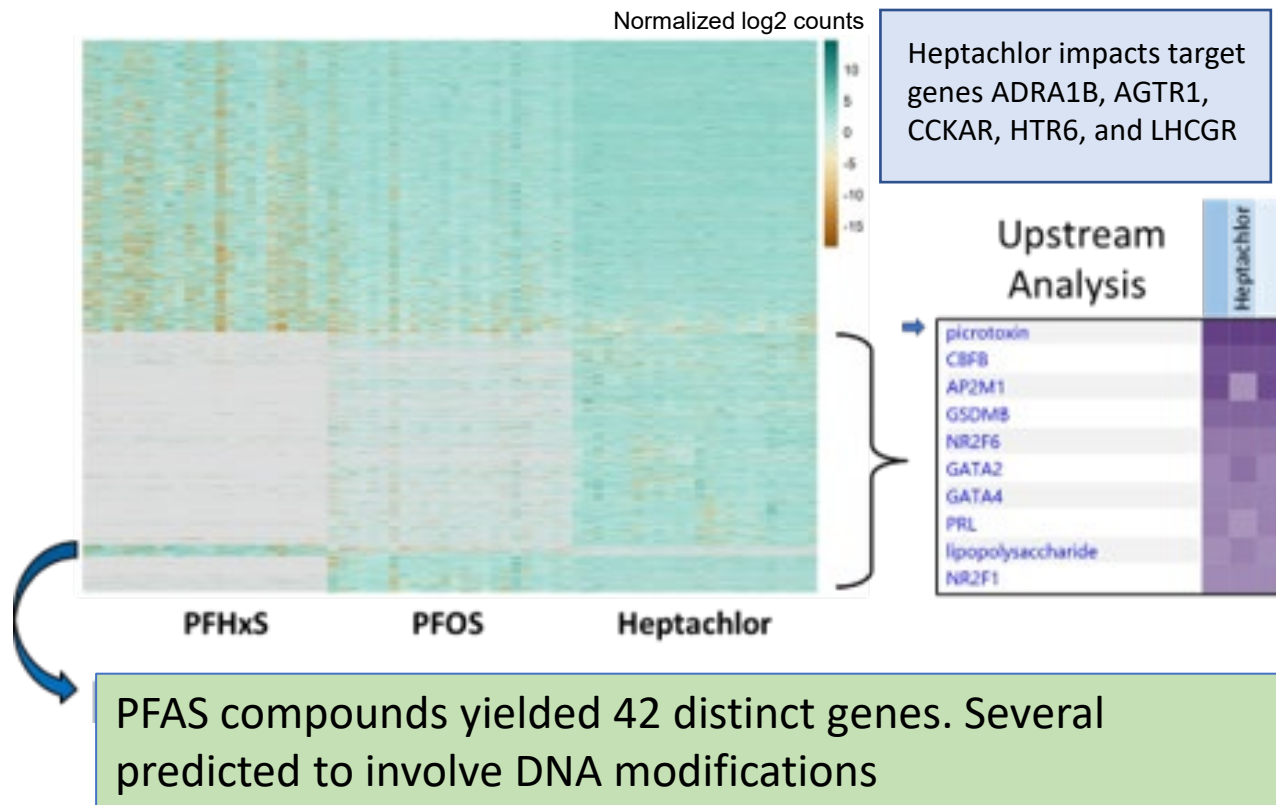 Normalized log2 counts
10
5
0
-5
-10
-15
Heptachlor impacts target
genes ADRA1B, AGTR1,
CCKAR, HTR6, and LHCGR
Upstream
Analysis
Heptachlor
picrotoxin
CBFB
AP2M1
GSDMB
NR2F6
GATA2
GATA4
PRL
lipopolysaccharide
NR2F1
PFHxS
PFOS
Heptachlor
PFAS compounds yielded 42 distinct genes. Several
predicted to involve DNA modifications